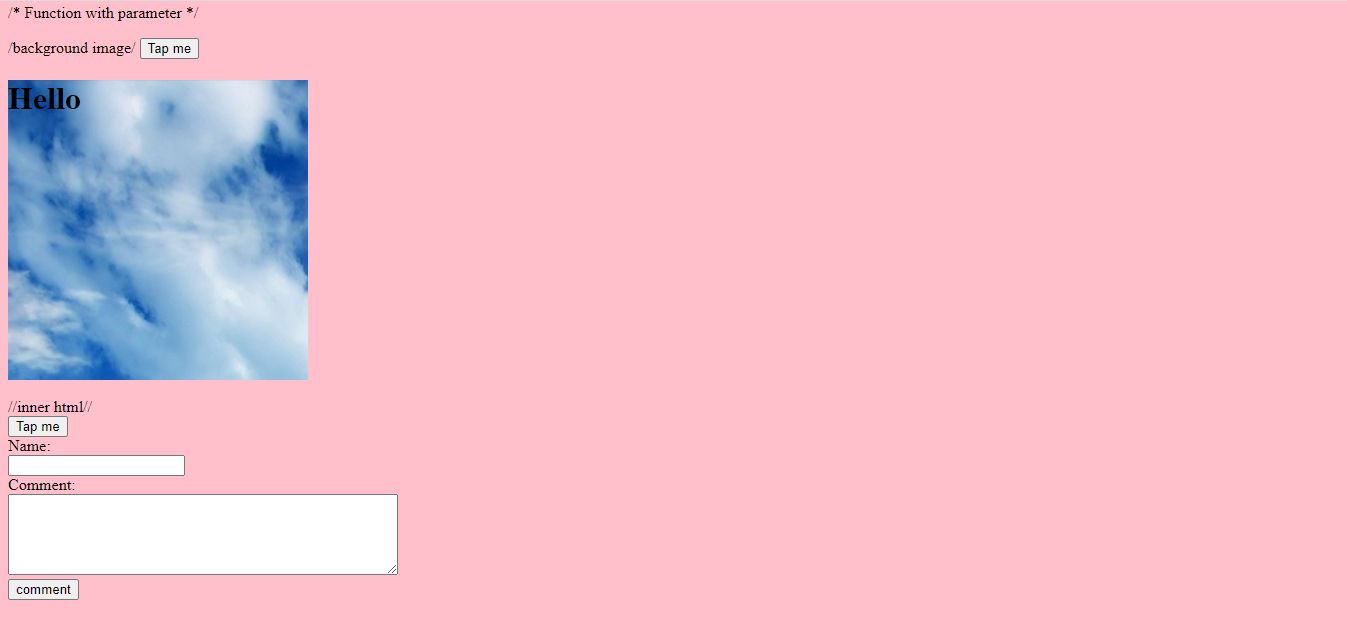 /* Function with parameter */
/background image/ Tap me
Hello
//inner html//
Tap me
Name:
Comment:
comment